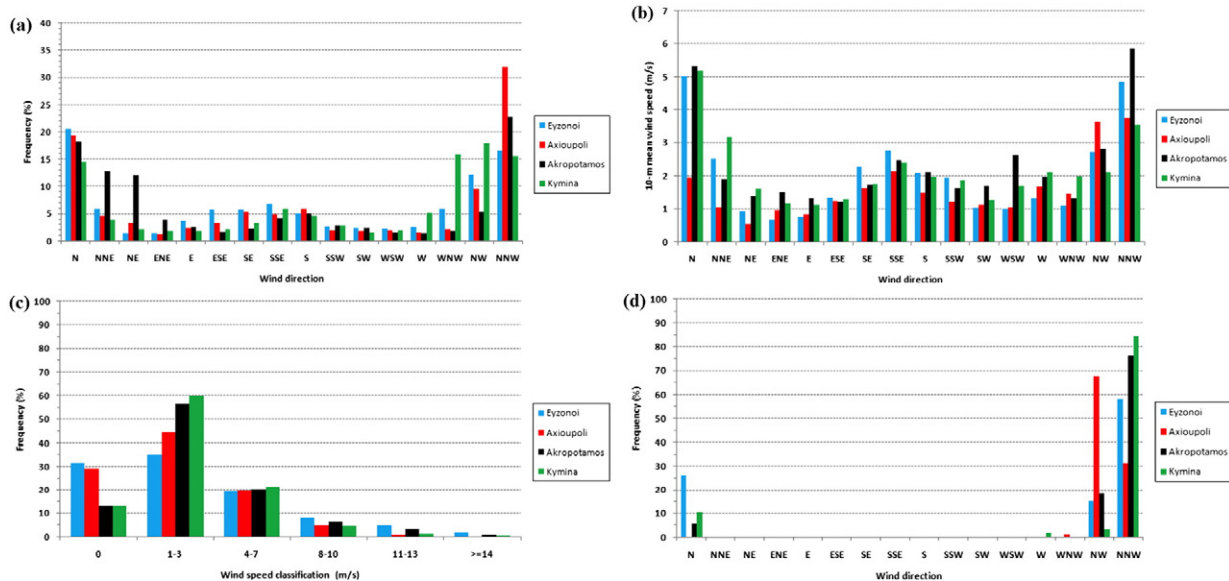 (a)
40
35
30
25
20
15
10
5
0
Frequency (%)
N NNE NE ENE E ESE SE SSE S SSW SW WSW W WNW NW NNW
Wind direction
Eyzonoi
Axioupoli
Akropotamos
Kymina
(b)
7
6
5
4
3
2
1
0
10-m mean wind speed (m/s)
N NNE NE ENE E ESE SE SSE S SSW SW WSW W WNW NW NNW
Wind direction
Eyzonoi
Axioupoli
Akropotamos
Kymina
(c)
100
90
80
70
60
50
40
30
20
10
0
Frequency (%)
0 1-3 4-7 8-10 11-13 >=14
Wind speed classification (m/s)
Eyzonoi
Axioupoli
Akropotamos
Kymina
(d)
100
90
80
70
60
50
40
30
20
10
0
Frequency (%)
N NNE NE ENE E ESE SE SSE S SSW SW WSW W WNW NW NNW
Wind direction
Eyzonoi
Axioupoli
Akropotamos
Kymina